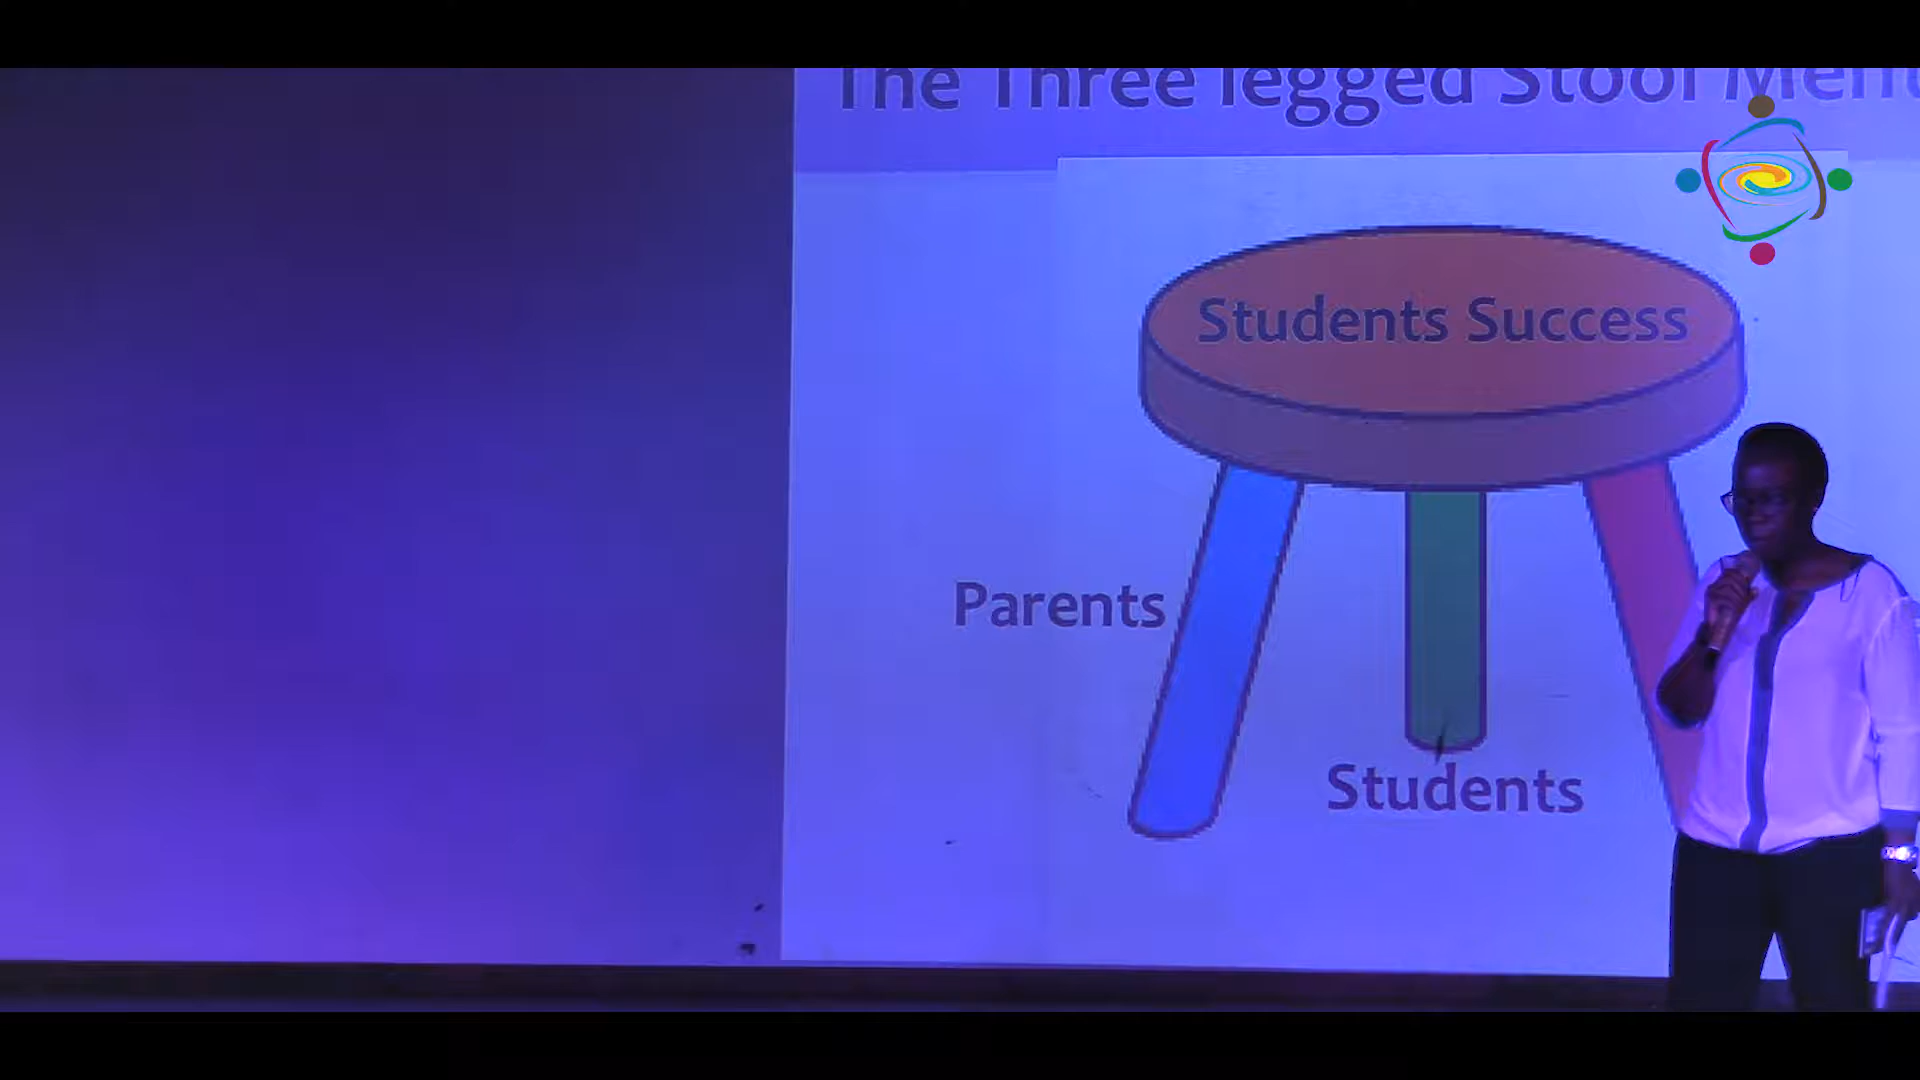 The Three legged Stool
Students Success
Parents
Students